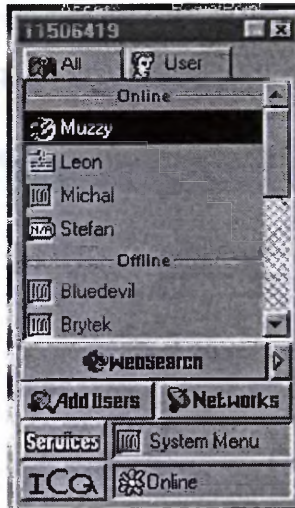 11506419
All User
Online
Muzzy
Leon
Michal
N/A Stefan
Offline
Bluedevil
Brytek
WebSearch
Add Users Networks
Services System Menu
ICQ Online